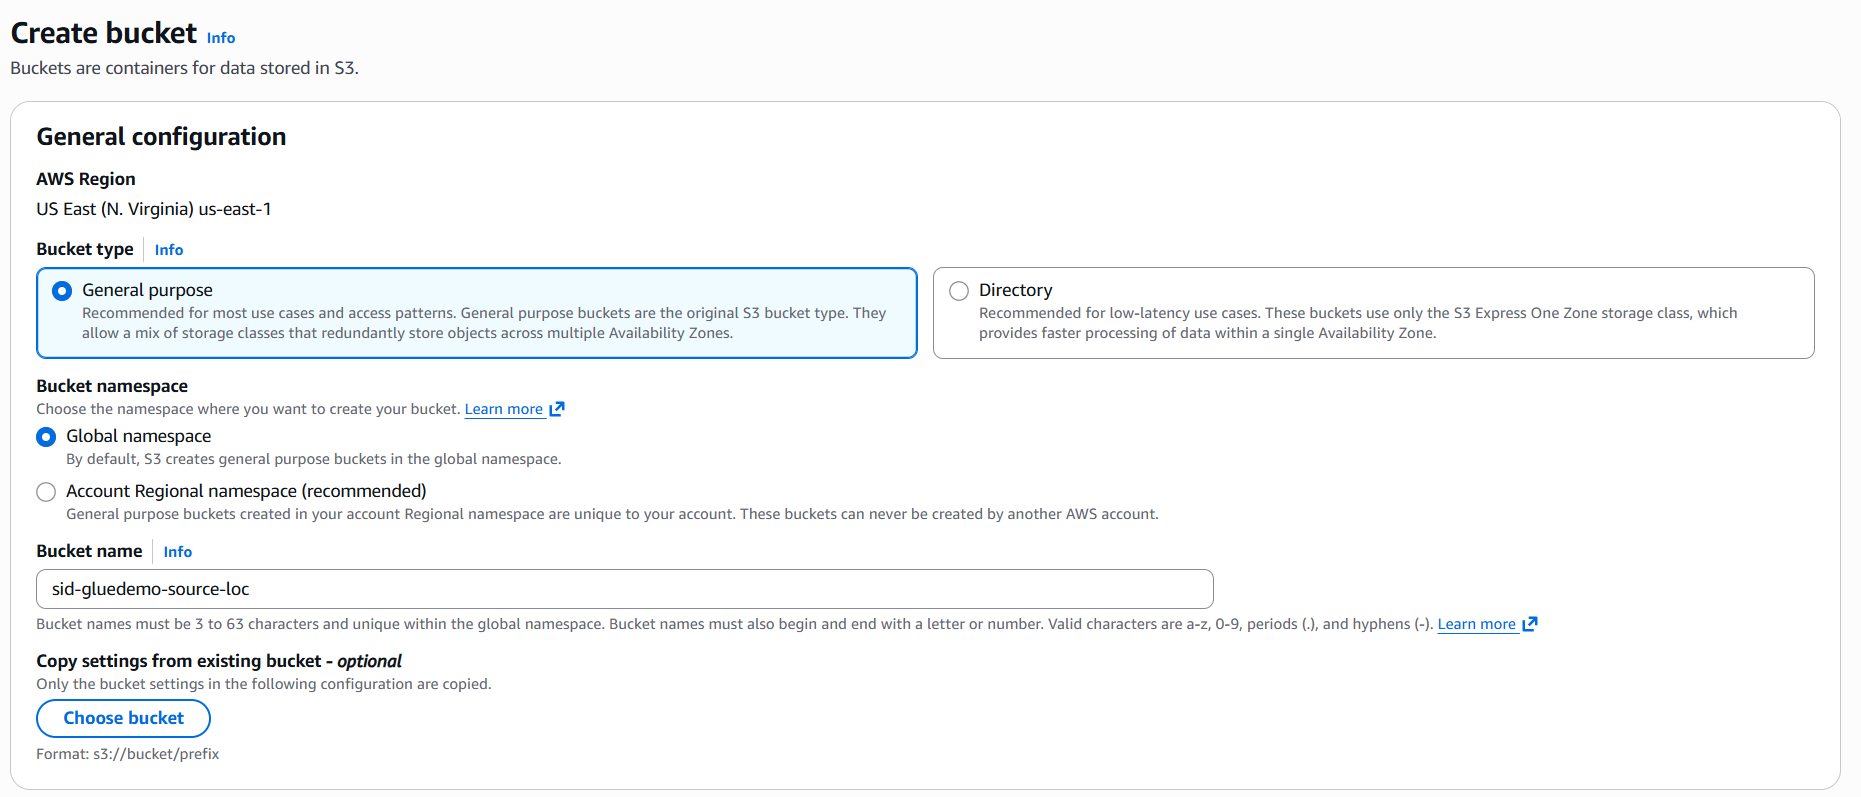 Create bucket Info
Buckets are containers for data stored in S3.
General configuration
AWS Region
US East (N. Virginia) us-east-1
Bucket type Info
General purpose
Recommended for most use cases and access patterns. General purpose buckets are the original S3 bucket type. They
allow a mix of storage classes that redundantly store objects across multiple Availability Zones.
Directory
Recommended for low-latency use cases. These buckets use only the S3 Express One Zone storage class, which
provides faster processing of data within a single Availability Zone.
Bucket namespace
Choose the namespace where you want to create your bucket. Learn more
Global namespace
By default, S3 creates general purpose buckets in the global namespace.
Account Regional namespace (recommended)
General purpose buckets created in your account Regional namespace are unique to your account. These buckets can never be created by another AWS account.
Bucket name Info
sid-gluedemo-source-loc
Bucket names must be 3 to 63 characters and unique within the global namespace. Bucket names must also begin and end with a letter or number. Valid characters are a-z, 0-9, periods (.), and hyphens (-). Learn more
Copy settings from existing bucket - optional
Only the bucket settings in the following configuration are copied.
Choose bucket
Format: s3://bucket/prefix